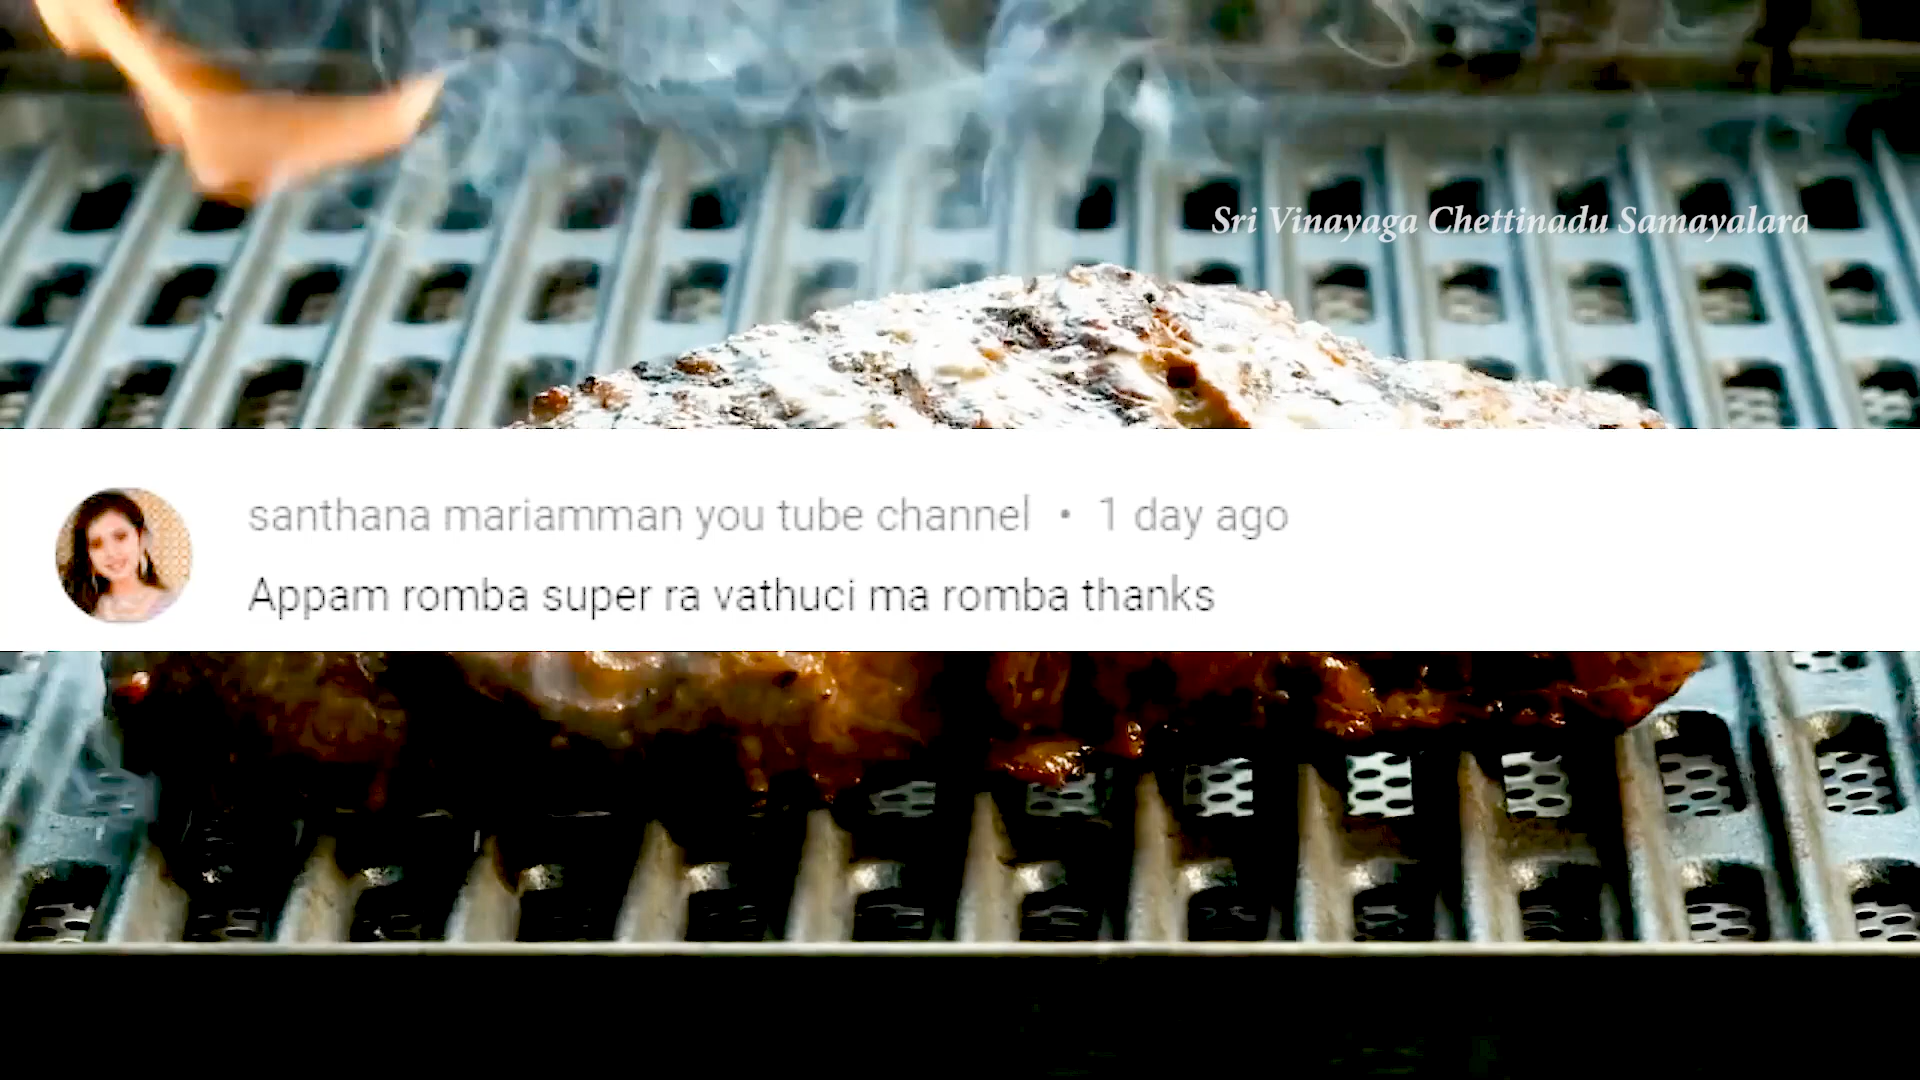 Sri Vinayaga Chettinadu Samayalara
santhana mariamman you tube channel • 1 day ago
Appam romba super ra vathuci ma romba thanks